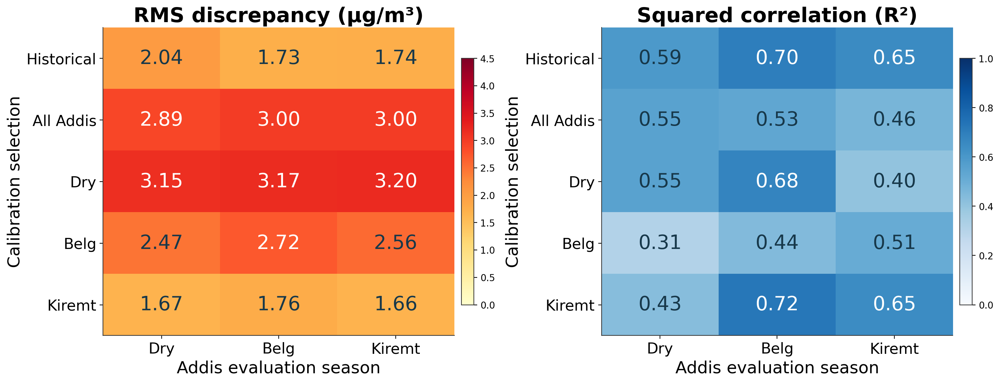 RMS discrepancy (µg/m³)
Calibration selection
Historical 2.04 1.73 1.74
All Addis 2.89 3.00 3.00
Dry 3.15 3.17 3.20
Belg 2.47 2.72 2.56
Kiremt 1.67 1.76 1.66
Dry Belg Kiremt
Addis evaluation season
4.5
4.0
3.5
3.0
2.5
2.0
1.5
1.0
0.5
0.0
Squared correlation (R²)
Calibration selection
Historical 0.59 0.70 0.65
All Addis 0.55 0.53 0.46
Dry 0.55 0.68 0.40
Belg 0.31 0.44 0.51
Kiremt 0.43 0.72 0.65
Dry Belg Kiremt
Addis evaluation season
1.0
0.8
0.6
0.4
0.2
0.0